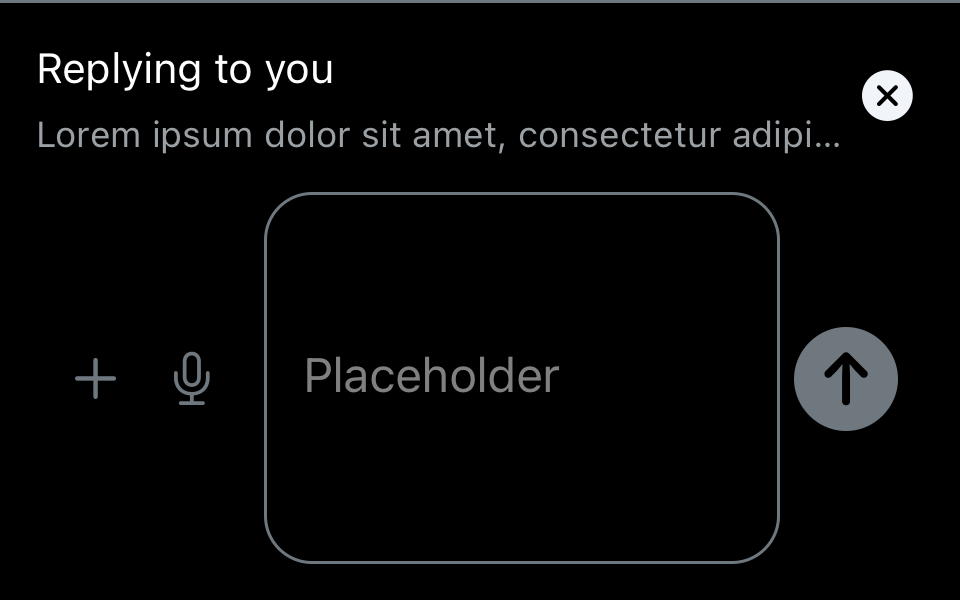 Replying to you
Lorem ipsum dolor sit amet, consectetur adipi...
Placeholder